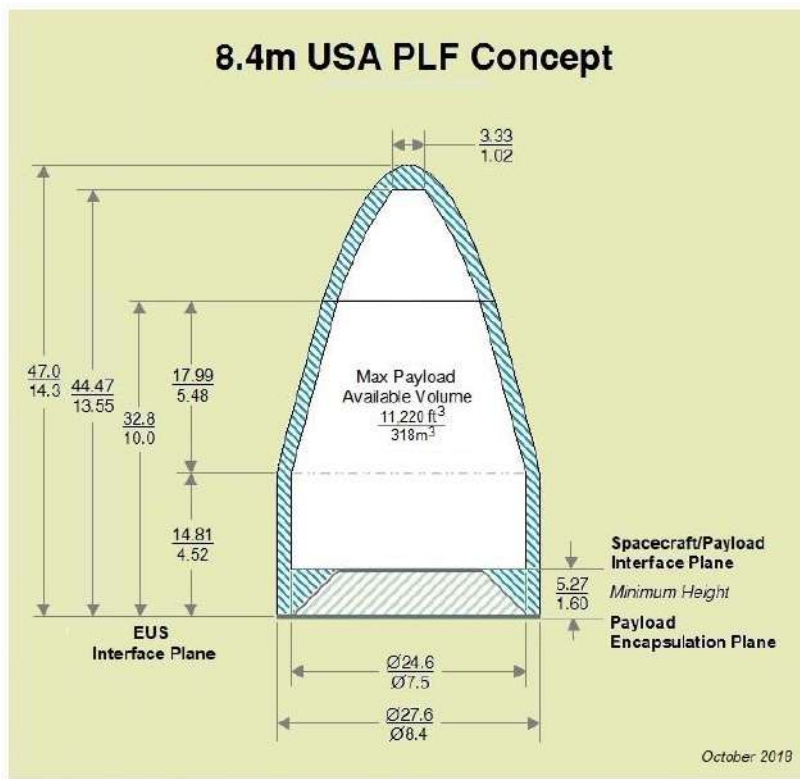 8.4m USA PLF Concept
3.33
1.02
47.0
14.3
44.47
13.55
32.8
10.0
17.99
5.48
Max Payload
Available Volume
11,220 ft³
318m³
14.81
4.52
Spacecraft/Payload
Interface Plane
5.27
1.60
Minimum Height
Payload
Encapsulation Plane
EUS
Interface Plane
Ø24.6
Ø7.5
Ø27.6
Ø8.4
October 2018